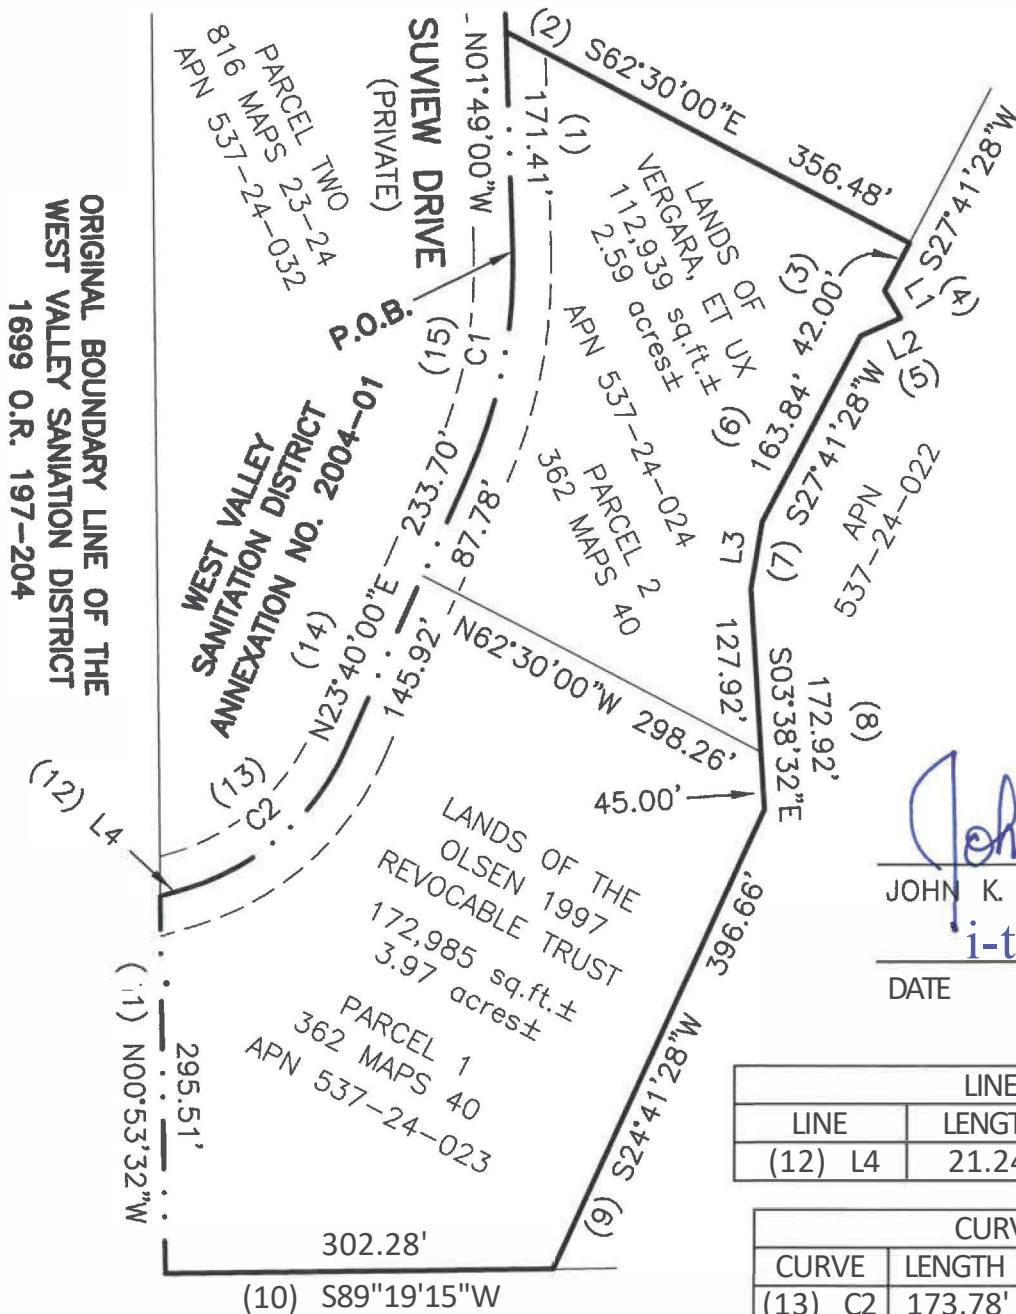 (2) S62°30'00"E
356.48'
S27°41'28"W
(1)
171.41'
N01°49'00"W
SUVIEW DRIVE
(PRIVATE)
PARCEL TWO
816 MAPS 23-24
APN 537-24-032
LANDS OF
VERGARA, ET UX
112,939 sq.ft.±
2.59 acres±
(3) 42.00'
L1 (4)
L2
(5)
P.O.B.
(15) C1
APN 537-24-024
(6) 163.84'
(7) S27°41'28"W
APN
537-24-022
PARCEL 2
362 MAPS 40
L3
ORIGINAL BOUNDARY LINE OF THE
WEST VALLEY SANIATION DISTRICT
1699 O.R. 197-204
WEST VALLEY
SANITATION DISTRICT
ANNEXATION NO. 2004-01
(14)
N23°40'00"E 233.70'
87.78'
145.92'
N62°30'00"W 298.26'
127.92'
S03°38'32"E
172.92'
(8)
45.00'
(13)
C2
(12) L4
LANDS OF THE
OLSEN 1997
REVOCABLE TRUST
172,985 sq.ft.±
3.97 acres±
PARCEL 1
362 MAPS 40
APN 537-24-023
396.66'
(9) S24°41'28"W
295.51'
(11) N00°53'32"W
302.28'
(10) S89"19'15"W
Joh
JOHN K.
i-t
DATE
LINE
LINE LENGT
(12) L4 21.24
CURV
CURVE LENGTH
(13) C2 173.78'